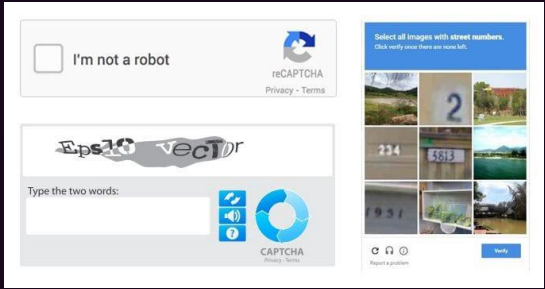 I'm not a robot
reCAPTCHA
Privacy - Terms
Eps10 vector
Type the two words:
?
CAPTCHA
Privacy - Terms
Select all images with street numbers.
Click verify once there are none left.
2
234
5813
Verify
Report a problem